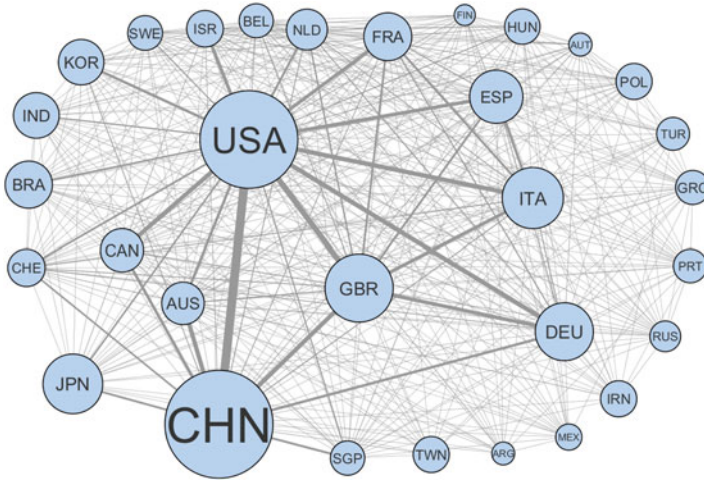 FIN
BEL
ISR
NLD
HUN
SWE
FRA
AUT
KOR
POL
ESP
IND
TUR
USA
BRA
GRC
ITA
CAN
CHE
PRT
GBR
AUS
DEU
RUS
JPN
IRN
CHN
MEX
TWN
ARG
SGP